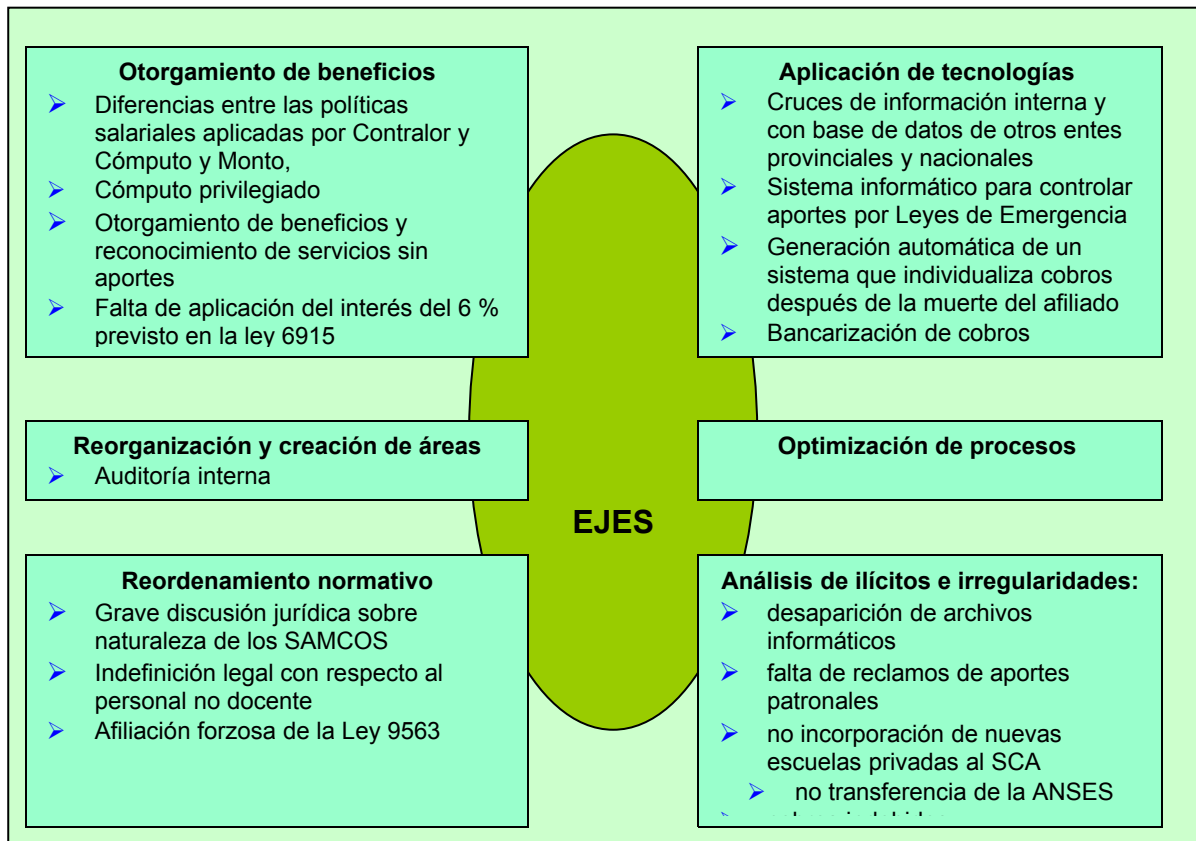 Otorgamiento de beneficios
➢ Diferencias entre las políticas
salariales aplicadas por Contralor y
Cómputo y Monto,
➢ Cómputo privilegiado
➢ Otorgamiento de beneficios y
reconocimiento de servicios sin
aportes
➢ Falta de aplicación del interés del 6 %
previsto en la ley 6915
Aplicación de tecnologías
➢ Cruces de información interna y
con base de datos de otros entes
provinciales y nacionales
➢ Sistema informático para controlar
aportes por Leyes de Emergencia
➢ Generación automática de un
sistema que individualiza cobros
después de la muerte del afiliado
➢ Bancarización de cobros
Reorganización y creación de áreas
➢ Auditoría interna
Optimización de procesos
EJES
Reordenamiento normativo
➢ Grave discusión jurídica sobre
naturaleza de los SAMCOS
➢ Indefinición legal con respecto al
personal no docente
➢ Afiliación forzosa de la Ley 9563
Análisis de ilícitos e irregularidades:
➢ desaparición de archivos
informáticos
➢ falta de reclamos de aportes
patronales
➢ no incorporación de nuevas
escuelas privadas al SCA
➢ no transferencia de la ANSES